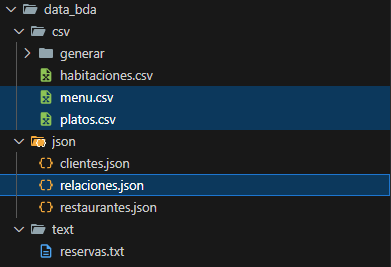 data_bda
csv
generar
habitaciones.csv
menu.csv
platos.csv
json
clientes.json
relaciones.json
restaurantes.json
text
reservas.txt